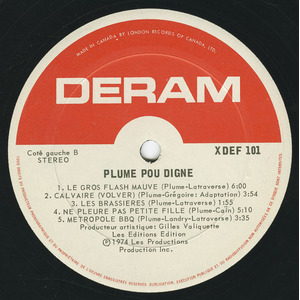 MADE IN CANADA BY LONDON RECORDS OF CANADA, LTD.
DERAM
PLUME POU DIGNE
Coté gauche B
STEREO
XDEF 101
1. LE GROS FLASH MAUVE (Plume-Latraverse) 6:00
2. CALVAIRE (VOLVER) (Plume-Grégoire: Adaptation) 3:54
3. LES BRASSIERES (Plume-Latraverse) 1:55
4. NE PLEURE PAS PETITE FILLE (Plume-Caïn) 5:10
5. METROPOLE BBQ (Plume-Landry-Latraverse) 3:35
Producteur artistique: Gilles Valiquette
Les Editions Edition
℗ 1974 Les Productions
Production Inc.